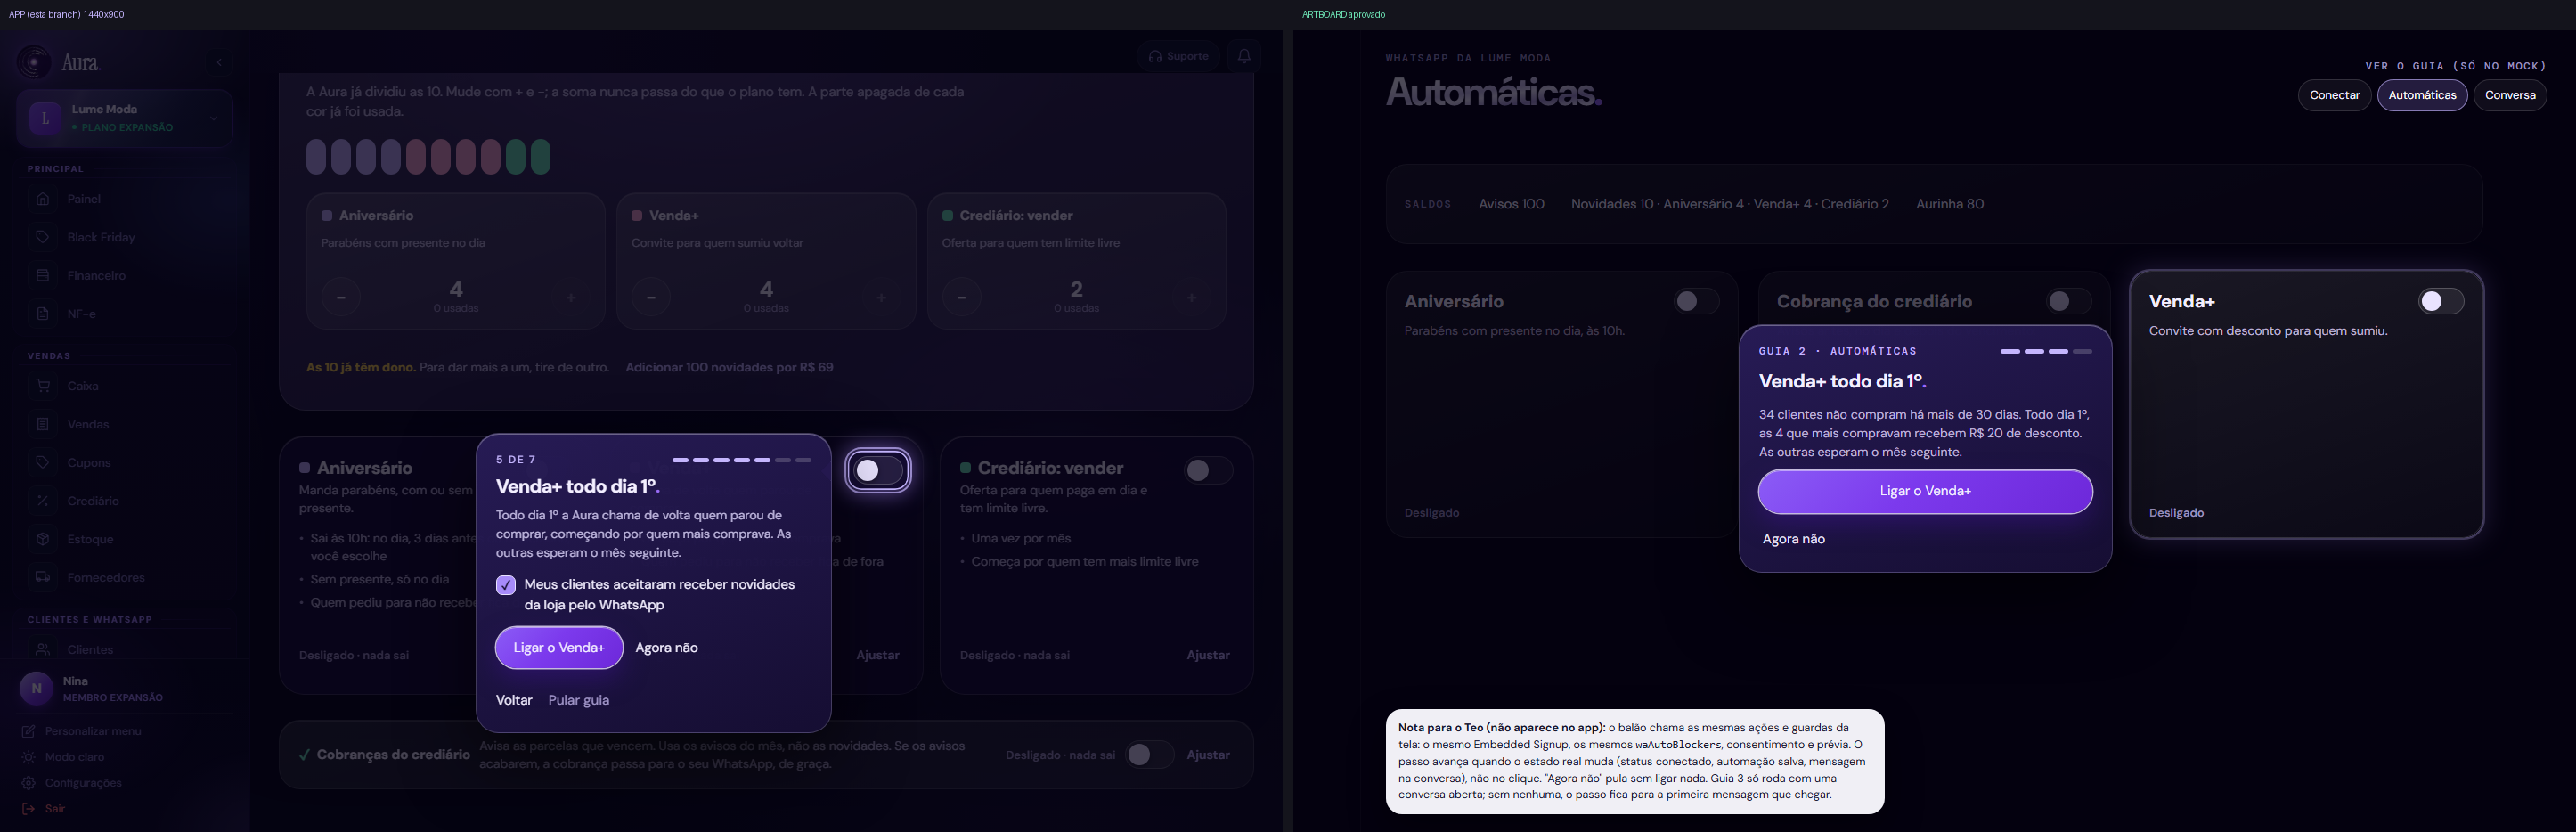 APP (esta branch) 1440x900
Aura
Lume Moda
PLANO EXPANSÃO
PRINCIPAL
Painel
Black Friday
Financeiro
NF-e
VENDAS
Caixa
Vendas
Cupons
Crediário
Estoque
Fornecedores
CLIENTES E WHATSAPP
Clientes
N
Nina
MEMBRO EXPANSÃO
Personalizar menu
Modo claro
Configurações
Sair
Suporte
A Aura já dividiu as 10. Mude com + e -; a soma nunca passa do que o plano tem. A parte apagada de cada
cor já foi usada.
Aniversário
Parabéns com presente no dia
- 4 +
0 usadas
Venda+
Convite para quem sumiu voltar
- 4 +
0 usadas
Crediário: vender
Oferta para quem tem limite livre
- 2 +
0 usadas
As 10 já têm dono. Para dar mais a um, tire de outro. Adicionar 100 novidades por R$ 69
Aniversário
Manda parabéns, com ou sem
presente.
• Sai às 10h: no dia, 3 dias ante
você escolhe
• Sem presente, só no dia
• Quem pediu para não receb
Desligado · nada sai
5 DE 7
Venda+ todo dia 1º.
Todo dia 1º a Aura chama de volta quem parou de
comprar, começando por quem mais comprava. As
outras esperam o mês seguinte.
Meus clientes aceitaram receber novidades
da loja pelo WhatsApp
Ligar o Venda+ Agora não
Voltar Pular guia
a de fora
Ajustar
Crediário: vender
Oferta para quem paga em dia e
tem limite livre.
• Uma vez por mês
• Começa por quem tem mais limite livre
Desligado · nada sai Ajustar
✓ Cobranças do crediário
Avisa as parcelas que vencem. Usa os avisos do mês, não as novidades. Se os avisos
acabarem, a cobrança passa para o seu WhatsApp, de graça.
Desligado · nada sai Ajustar
ARTBOARD aprovado
WHATSAPP DA LUME MODA
Automáticas.
VER O GUIA (SÓ NO MOCK)
Conectar Automáticas Conversa
SALDOS Avisos 100 Novidades 10 · Aniversário 4 · Venda+ 4 · Crediário 2 Aurinha 80
Aniversário
Parabéns com presente no dia, às 10h.
Desligado
Cobrança do crediário
GUIA 2 · AUTOMÁTICAS
Venda+ todo dia 1º.
34 clientes não compram há mais de 30 dias. Todo dia 1º,
as 4 que mais compravam recebem R$ 20 de desconto.
As outras esperam o mês seguinte.
Ligar o Venda+
Agora não
Venda+
Convite com desconto para quem sumiu.
Desligado
Nota para o Teo (não aparece no app): o balão chama as mesmas ações e guardas da
tela: o mesmo Embedded Signup, os mesmos waAutoBlockers, consentimento e prévia. O
passo avança quando o estado real muda (status conectado, automação salva, mensagem
na conversa), não no clique. "Agora não" pula sem ligar nada. Guia 3 só roda com uma
conversa aberta; sem nenhuma, o passo fica para a primeira mensagem que chegar.